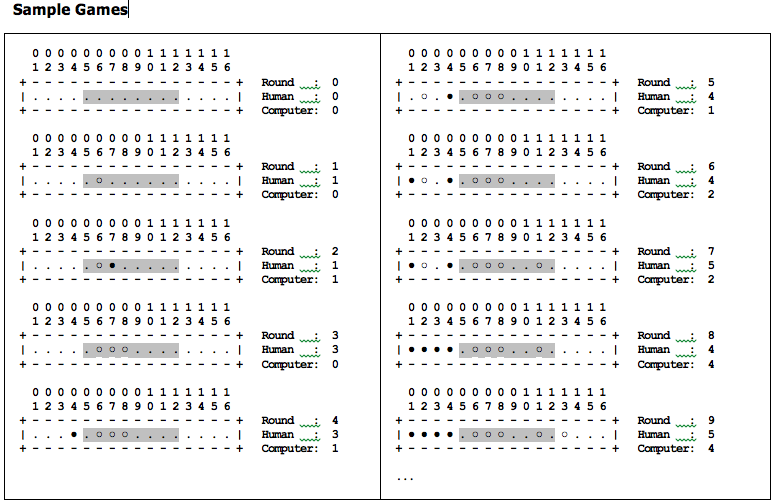 Sample Games
0 0 0 0 0 0 0 0 0 1 1 1 1 1 1 1
1 2 3 4 5 6 7 8 9 0 1 2 3 4 5 6
+ - - - - - - - - - - - - - - - - + Round : 0
| . . . . . . . . . . . . . . . . | Human : 0
+ - - - - - - - - - - - - - - - - + Computer: 0
0 0 0 0 0 0 0 0 0 1 1 1 1 1 1 1
1 2 3 4 5 6 7 8 9 0 1 2 3 4 5 6
+ - - - - - - - - - - - - - - - - + Round : 1
| . . . . . ○ . . . . . . . . . . | Human : 1
+ - - - - - - - - - - - - - - - - + Computer: 0
0 0 0 0 0 0 0 0 0 1 1 1 1 1 1 1
1 2 3 4 5 6 7 8 9 0 1 2 3 4 5 6
+ - - - - - - - - - - - - - - - - + Round : 2
| . . . . . ○ ● . . . . . . . . . | Human : 1
+ - - - - - - - - - - - - - - - - + Computer: 1
0 0 0 0 0 0 0 0 0 1 1 1 1 1 1 1
1 2 3 4 5 6 7 8 9 0 1 2 3 4 5 6
+ - - - - - - - - - - - - - - - - + Round : 3
| . . . . . ○ ○ ○ . . . . . . . . | Human : 3
+ - - - - - - - - - - - - - - - - + Computer: 0
0 0 0 0 0 0 0 0 0 1 1 1 1 1 1 1
1 2 3 4 5 6 7 8 9 0 1 2 3 4 5 6
+ - - - - - - - - - - - - - - - - + Round : 4
| . . . ● . ○ ○ ○ . . . . . . . . | Human : 3
+ - - - - - - - - - - - - - - - - + Computer: 1
0 0 0 0 0 0 0 0 0 1 1 1 1 1 1 1
1 2 3 4 5 6 7 8 9 0 1 2 3 4 5 6
+ - - - - - - - - - - - - - - - - + Round : 5
| . ○ . ● . ○ ○ ○ . . . . . . . . | Human : 4
+ - - - - - - - - - - - - - - - - + Computer: 1
0 0 0 0 0 0 0 0 0 1 1 1 1 1 1 1
1 2 3 4 5 6 7 8 9 0 1 2 3 4 5 6
+ - - - - - - - - - - - - - - - - + Round : 6
| ● ○ . ● . ○ ○ ○ . . . . . . . . | Human : 4
+ - - - - - - - - - - - - - - - - + Computer: 2
0 0 0 0 0 0 0 0 0 1 1 1 1 1 1 1
1 2 3 4 5 6 7 8 9 0 1 2 3 4 5 6
+ - - - - - - - - - - - - - - - - + Round : 7
| ● ○ . ● . ○ ○ ○ . . ○ . . . . . | Human : 5
+ - - - - - - - - - - - - - - - - + Computer: 2
0 0 0 0 0 0 0 0 0 1 1 1 1 1 1 1
1 2 3 4 5 6 7 8 9 0 1 2 3 4 5 6
+ - - - - - - - - - - - - - - - - + Round : 8
| ● ● ● ● . ○ ○ ○ . . ○ . . . . . | Human : 4
+ - - - - - - - - - - - - - - - - + Computer: 4
0 0 0 0 0 0 0 0 0 1 1 1 1 1 1 1
1 2 3 4 5 6 7 8 9 0 1 2 3 4 5 6
+ - - - - - - - - - - - - - - - - + Round : 9
| ● ● ● ● . ○ ○ ○ . . ○ . ○ . . . | Human : 5
+ - - - - - - - - - - - - - - - - + Computer: 4
...